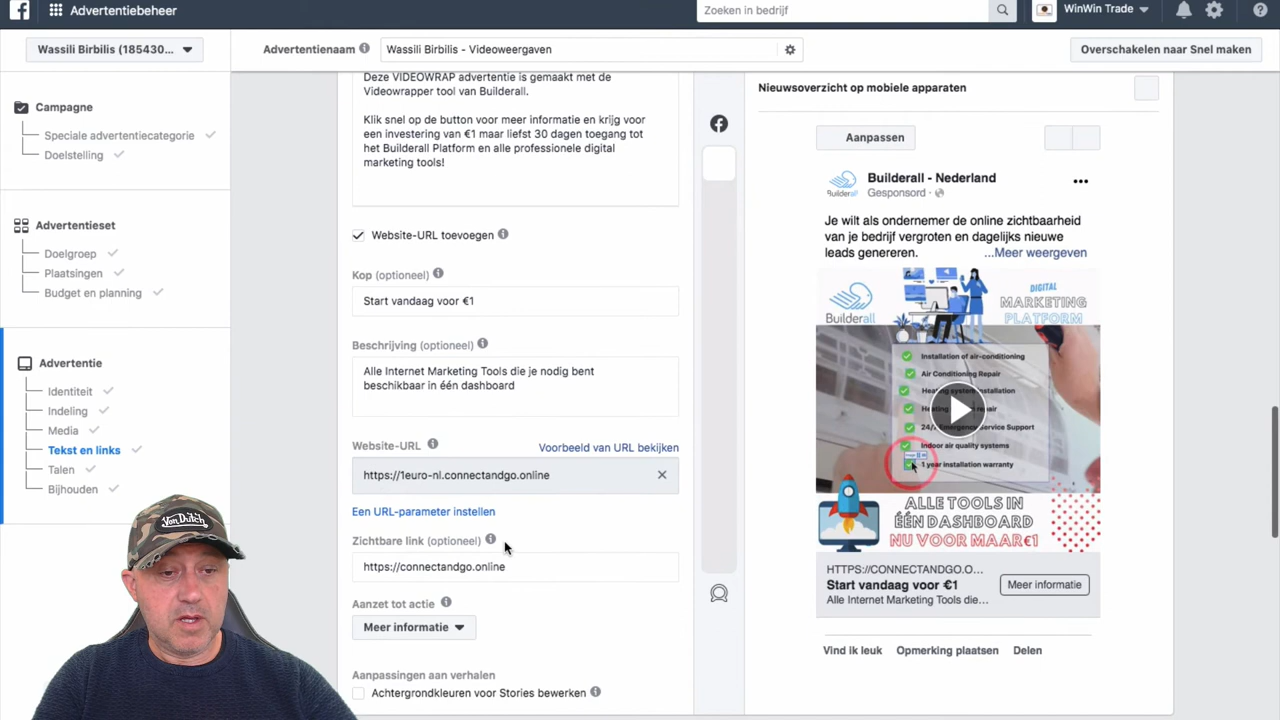 Advertentiebeheer
Zoeken in bedrijf
WinWin Trade
Wassili Birbilis (185430...
Advertentienaam
Wassili Birbilis - Videoweergaven
Overschakelen naar Snel maken
Campagne
Speciale advertentiecategorie
Doelstelling
Advertentieset
Doelgroep
Plaatsingen
Budget en planning
Advertentie
Identiteit
Indeling
Media
Tekst en links
Talen
Bijhouden
Deze VIDEOWRAP advertentie is gemaakt met de
Videowrapper tool van Builderall.
Klik snel op de button voor meer informatie en krijg voor
een investering van €1 maar liefst 30 dagen toegang tot
het Builderall Platform en alle professionele digital
marketing tools!
Website-URL toevoegen
Kop (optioneel)
Start vandaag voor €1
Beschrijving (optioneel)
Alle Internet Marketing Tools die je nodig bent
beschikbaar in één dashboard
Website-URL
Voorbeeld van URL bekijken
https://1euro-nl.connectandgo.online
Een URL-parameter instellen
Zichtbare link (optioneel)
https://connectandgo.online
Aanzet tot actie
Meer informatie
Aanpassingen aan verhalen
Achtergrondkleuren voor Stories bewerken
Nieuwsoverzicht op mobiele apparaten
Aanpassen
Builderall
Builderall - Nederland
Gesponsord
Je wilt als ondernemer de online zichtbaarheid
van je bedrijf vergroten en dagelijks nieuwe
leads genereren.
...Meer weergeven
Builderall
DIGITAL
MARKETING
PLATFORM
Installation of air-conditioning
Air Conditioning Repair
Heating system installation
Heating repair
24/7 Emergency Service Support
Indoor air quality systems
1 year installation warranty
ALLE TOOLS IN
ÉÉN DASHBOARD
NU VOOR MAAR €1
HTTPS://CONNECTANDGO.O...
Start vandaag voor €1
Alle Internet Marketing Tools die...
Meer informatie
Vind ik leuk
Opmerking plaatsen
Delen
Von Dutch